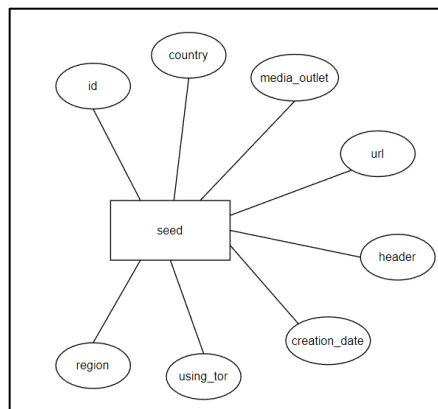 country
media_outlet
id
url
seed
header
creation_date
region
using_tor